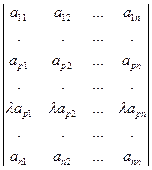 a11 a12 ... a1n
. . . .
ap1 ap2 ... apn
. . . .
λap1 λap2 ... λapn
. . . .
an1 an2 ... ann